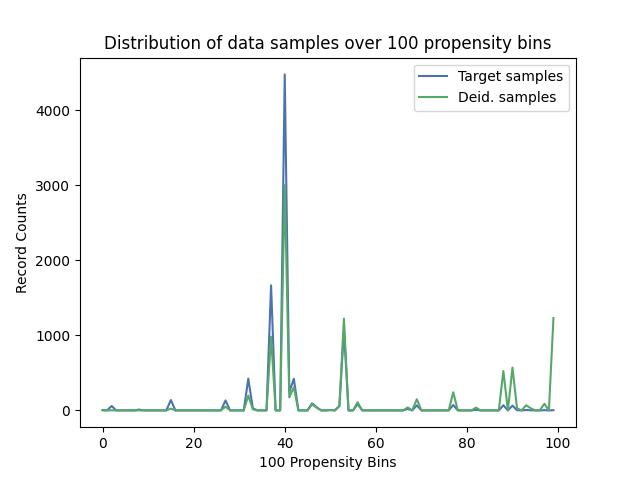 Distribution of data samples over 100 propensity bins
Target samples
Deid. samples
4000
3000
2000
1000
0
Record Counts
0 20 40 60 80 100
100 Propensity Bins